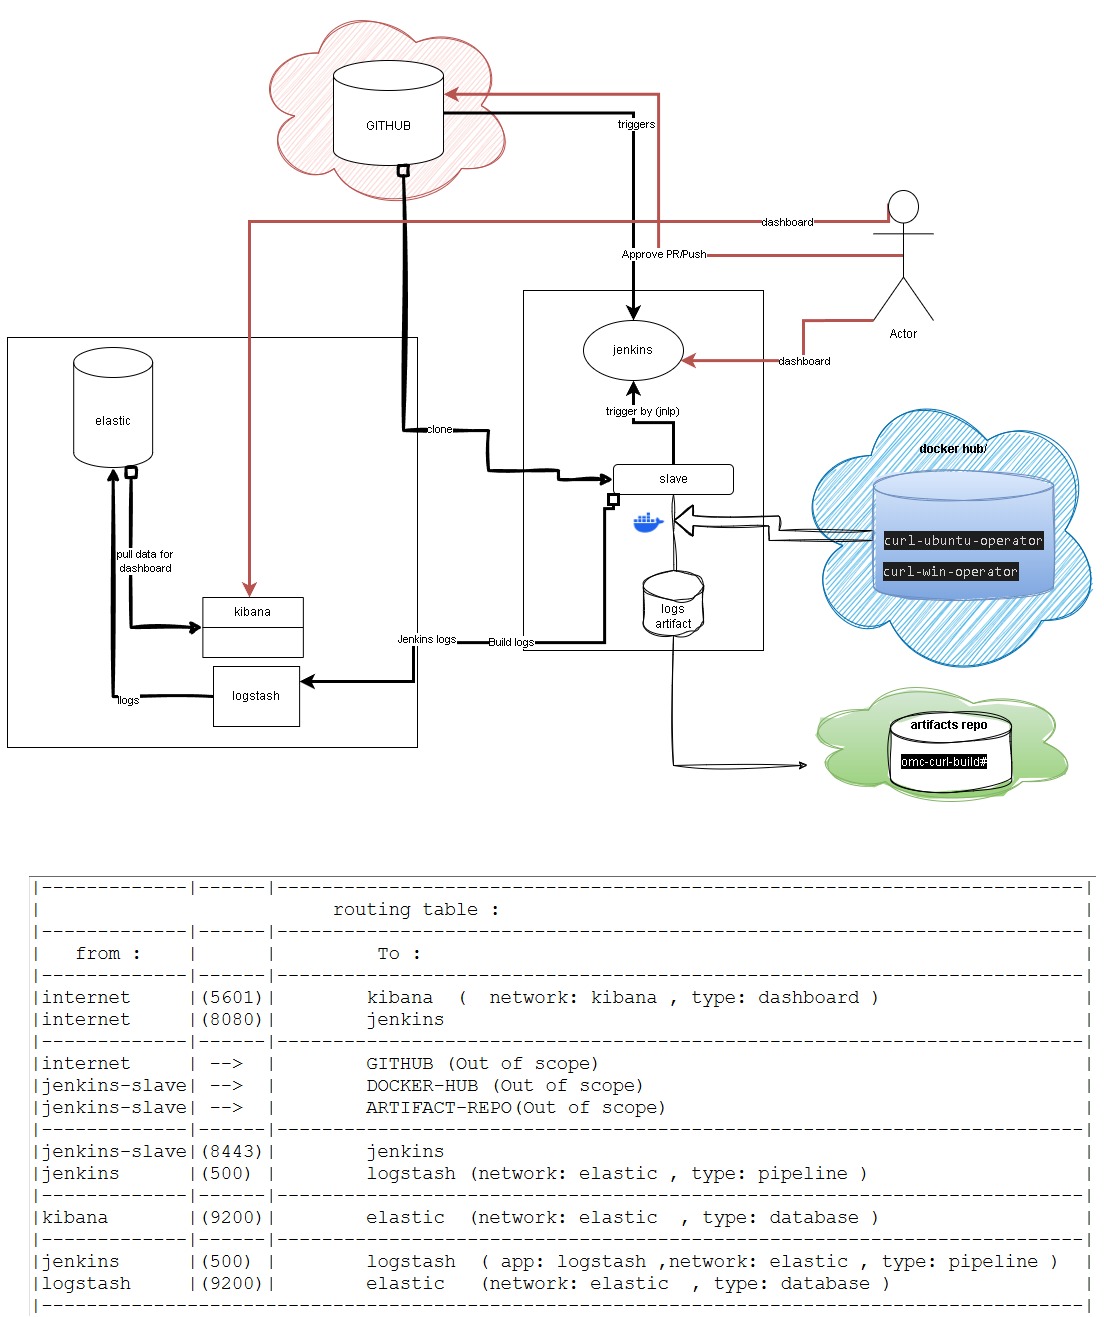 GITHUB
triggers
dashboard
Approve PR/Push
Actor
jenkins
dashboard
elastic
trigger by (jnlp)
clone
docker hub/
slave
curl-ubuntu-operator
pull data for
dashboard
curl-win-operator
kibana
logs
artifact
Jenkins logs
Build logs
logstash
llogs
artifacts repo
omc-curl-build#
|-------------|------|------------------------------------------------------------------------|
| routing table : |
|-------------|------|------------------------------------------------------------------------|
| from : | | To : |
|-------------|------|------------------------------------------------------------------------|
|internet |(5601)| kibana ( network: kibana , type: dashboard ) |
|internet |(8080)| jenkins |
|-------------|------|------------------------------------------------------------------------|
|internet | --> | GITHUB (Out of scope) |
|jenkins-slave| --> | DOCKER-HUB (Out of scope) |
|jenkins-slave| --> | ARTIFACT-REPO(Out of scope) |
|-------------|------|------------------------------------------------------------------------|
|jenkins-slave|(8443)| jenkins |
|jenkins |(500) | logstash (network: elastic , type: pipeline ) |
|-------------|------|------------------------------------------------------------------------|
|kibana |(9200)| elastic (network: elastic , type: database ) |
|-------------|------|------------------------------------------------------------------------|
|jenkins |(500) | logstash ( app: logstash ,network: elastic , type: pipeline ) |
|logstash |(9200)| elastic (network: elastic , type: database ) |
|--------------------------------------------------------------------------------------------|